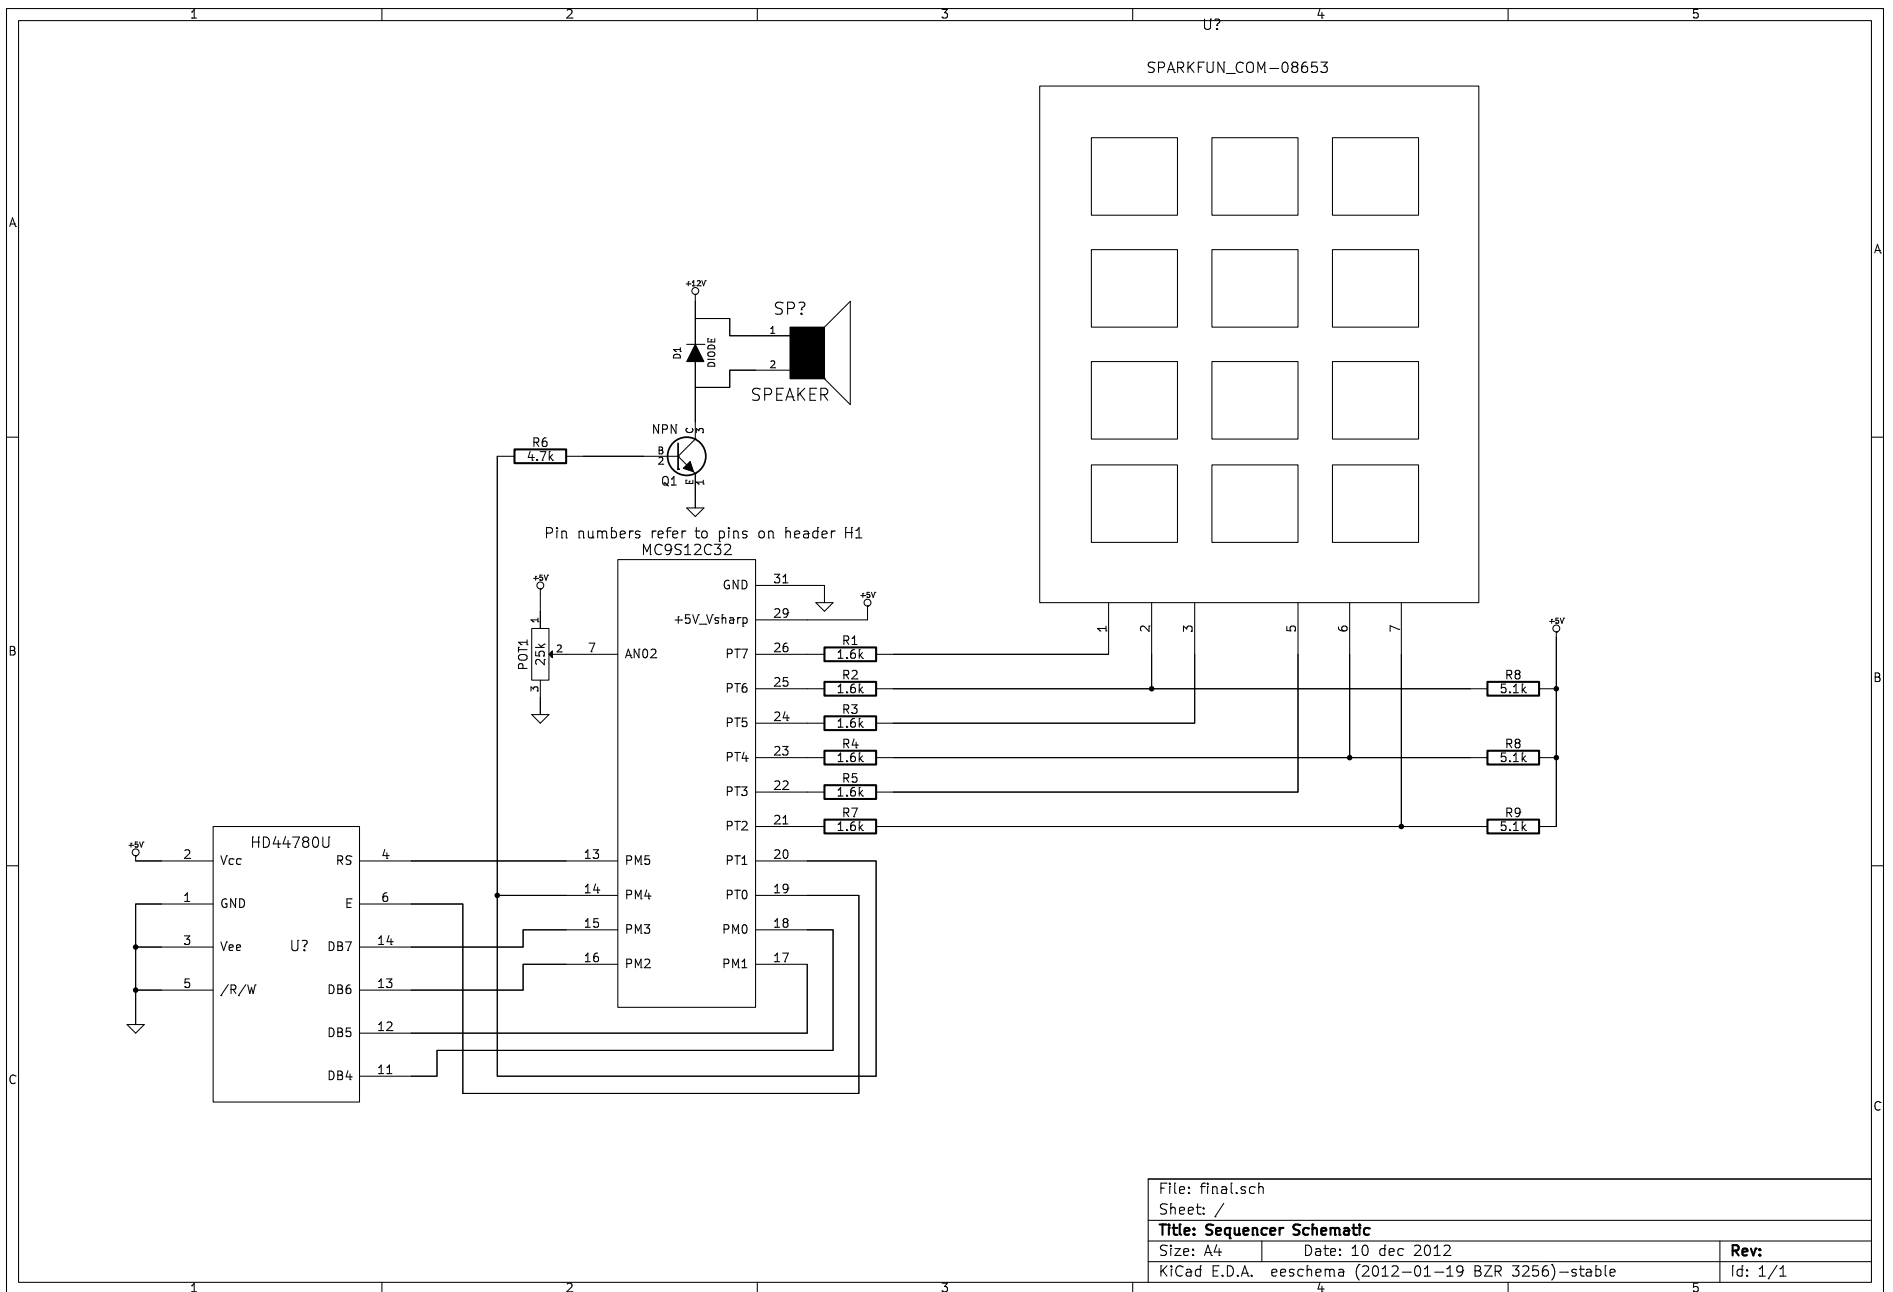 1 2 3 4 5
U?
SPARKFUN_COM-08653
A
A
+12V
SP?
1
D1
DIODE
2
SPEAKER
NPN
C
3
R6
4.7k
B
2
Q1
E
1
Pin numbers refer to pins on header H1
MC9S12C32
+5V
GND 31
+5V
+5V_Vsharp 29
1 2 3 5 6 7
+5V
B
1
POT1
25k
2
3
7 AN02
PT7 26 R1
1.6k
PT6 25 R2
1.6k
R8
5.1k
B
PT5 24 R3
1.6k
PT4 23 R4
1.6k
R8
5.1k
PT3 22 R5
1.6k
PT2 21 R7
1.6k
R9
5.1k
+5V
HD44780U
2 Vcc RS 4
13 PM5 PT1 20
1 GND E 6
14 PM4 PT0 19
3 Vee U? DB7 14
15 PM3 PM0 18
16 PM2 PM1 17
5 /R/W DB6 13
DB5 12
DB4 11
C
C
File: final.sch
Sheet: /
Title: Sequencer Schematic
Size: A4 Date: 10 dec 2012 Rev:
KiCad E.D.A. eeschema (2012-01-19 BZR 3256)-stable Id: 1/1
1 2 3 4 5